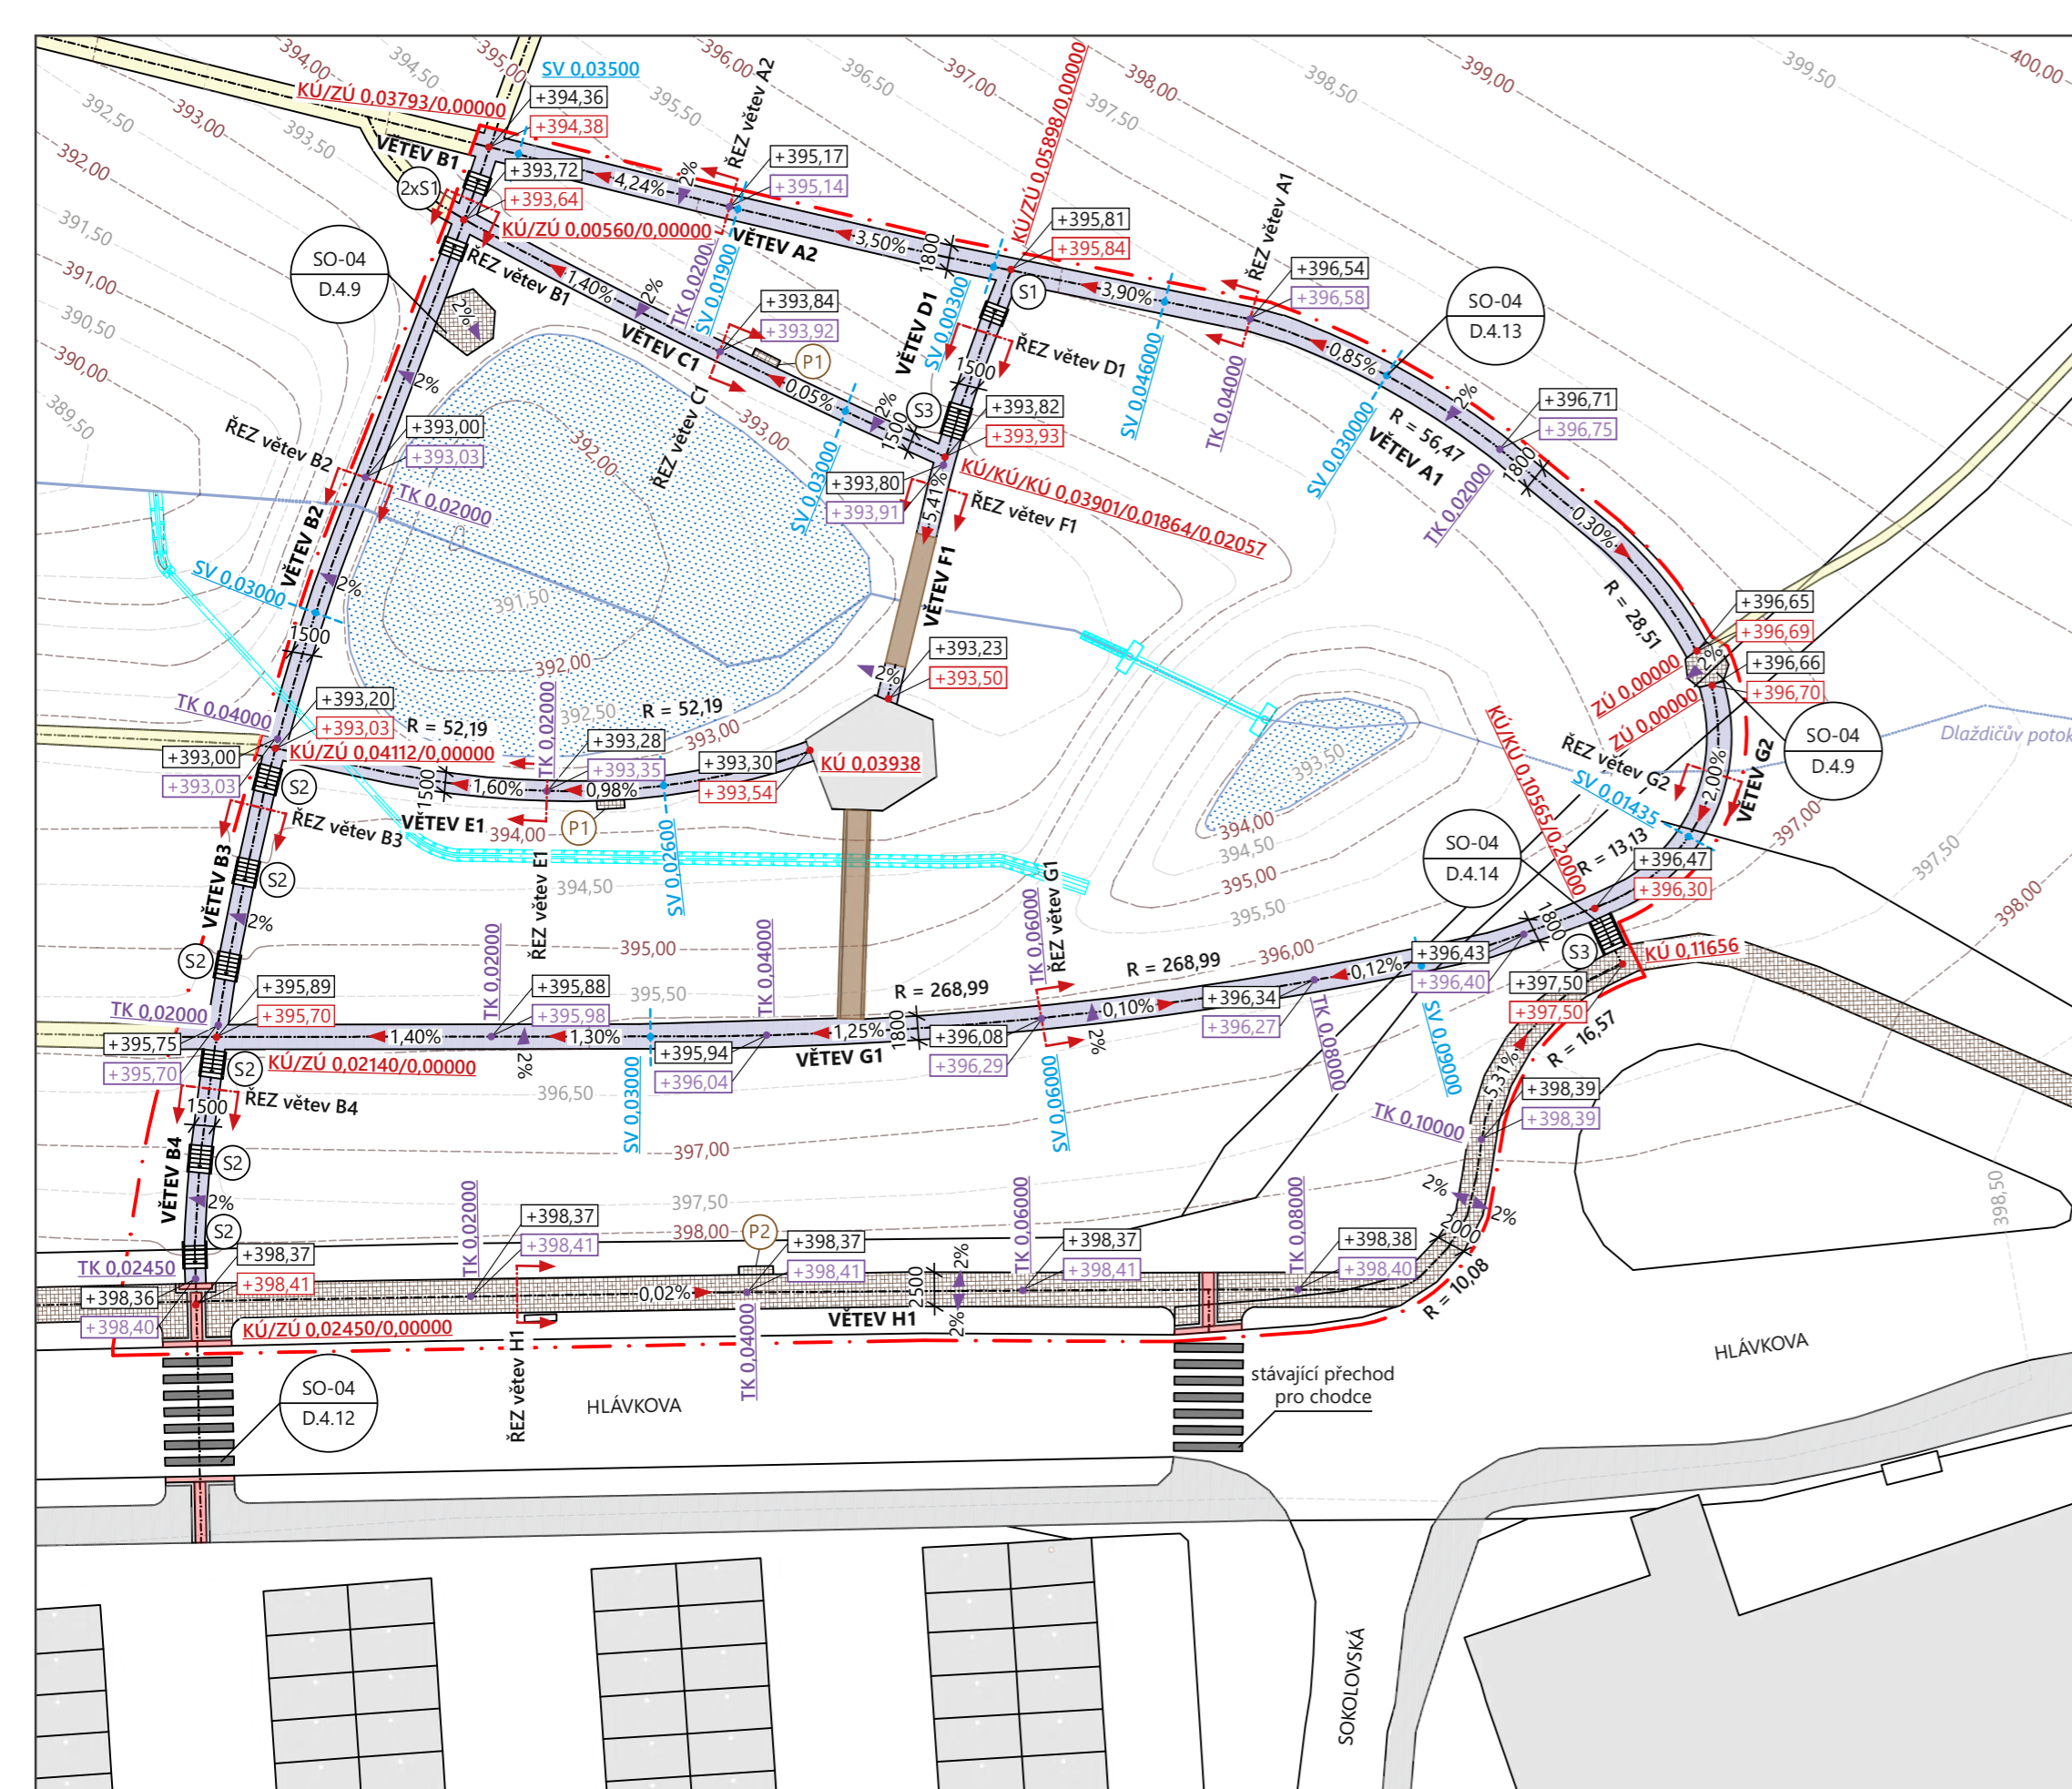 394,00
394,50
395,00
SV 0,03500
396,00
396,50
397,00
398,00
398,50
399,00
399,50
400,00
392,50
393,00
393,50
KÚ/ZÚ 0,03793/0,00000
+394,36
+394,38
395,50
ŘEZ větev A2
KÚ/ZÚ 0,05898/0,00000
397,50
392,00
VĚTEV B1
2xS1
+393,72
+393,64
4,24%
2%
+395,17
+395,14
ŘEZ větev A1
391,50
KÚ/ZÚ 0,00560/0,00000
VĚTEV A2
3,50%
1800
+395,81
+395,84
SO-04
D.4.9
ŘEZ větev B1
1,40%
2%
TK 0,02000
SV 0,01900
391,00
S1
3,90%
+396,54
+396,58
SO-04
D.4.13
390,50
2%
VĚTEV C1
+393,84
+393,92
P1
VĚTEV D1
SV 0,00300
ŘEZ větev D1
0,85%
390,00
2%
0,05%
1500
SV 0,046000
TK 0,04000
2%
389,50
ŘEZ větev B2
+393,00
+393,03
392,00
ŘEZ větev C1
393,00
2%
S3
1500
+393,82
+393,93
SV 0,030000
R = 56,47
VĚTEV A1
+396,71
+396,75
TK 0,02000
SV 0,03000
+393,80
+393,91
5,41%
KÚ/KÚ/KÚ 0,03901/0,01864/0,02057
ŘEZ větev F1
TK 0,02000
1800
0,30%
VĚTEV B2
SV 0,03000
2%
391,50
VĚTEV F1
R = 28,51
+396,65
+396,69
1500
392,00
+393,23
+393,50
2%
2%
+396,66
+396,70
ZÚ 0,00000
ZÚ 0,00000
TK 0,04000
+393,20
+393,03
R = 52,19
TK 0,02000
392,50
R = 52,19
393,00
KÚ/KÚ 0,10565/0,20000
ŘEZ větev G2
SO-04
D.4.9
Dlaždičův potok
+393,00
+393,03
KÚ/ZÚ 0,04112/0,00000
+393,28
+393,35
+393,30
+393,54
KÚ 0,03938
393,50
SV 0,01435
2,00%
VĚTEV G2
S2
1500
1,60%
0,98%
VĚTEV E1
394,00
P1
ŘEZ větev B3
SV 0,02600
394,00
394,50
SO-04
D.4.14
R = 13,13
+396,47
+396,30
397,00
397,50
VĚTEV B3
S2
ŘEZ větev E1
394,50
395,00
395,50
398,00
2%
TK 0,02000
395,00
TK 0,04000
TK 0,06000
ŘEZ větev G1
396,00
1800
S3
KÚ 0,11656
S2
+395,89
+395,70
+395,88
+395,98
395,50
R = 268,99
R = 268,99
0,12%
+396,43
+396,40
+397,50
+397,50
TK 0,02000
0,10%
+396,34
+396,27
TK 0,08000
SV 0,09000
R = 16,57
+395,75
+395,70
1,40%
1,30%
2%
+395,94
+396,04
1,25%
1800
VĚTEV G1
+396,08
+396,29
2%
S2
KÚ/ZÚ 0,02140/0,00000
SV 0,03000
SV 0,06000
5,31%
+398,39
+398,39
1500
ŘEZ větev B4
396,50
TK 0,10000
VĚTEV B4
S2
397,00
2%
397,50
2%
2%
398,50
S2
TK 0,02000
+398,37
+398,41
398,00
P2
TK 0,06000
TK 0,08000
2000
TK 0,02450
+398,37
+398,41
+398,37
+398,41
2%
+398,37
+398,41
+398,38
+398,40
+398,36
+398,40
0,02%
2500
R = 10,08
KÚ/ZÚ 0,02450/0,00000
ŘEZ větev H1
TK 0,04000
VĚTEV H1
2%
HLÁVKOVA
SO-04
D.4.12
HLÁVKOVA
stávající přechod
pro chodce
SOKOLOVSKÁ